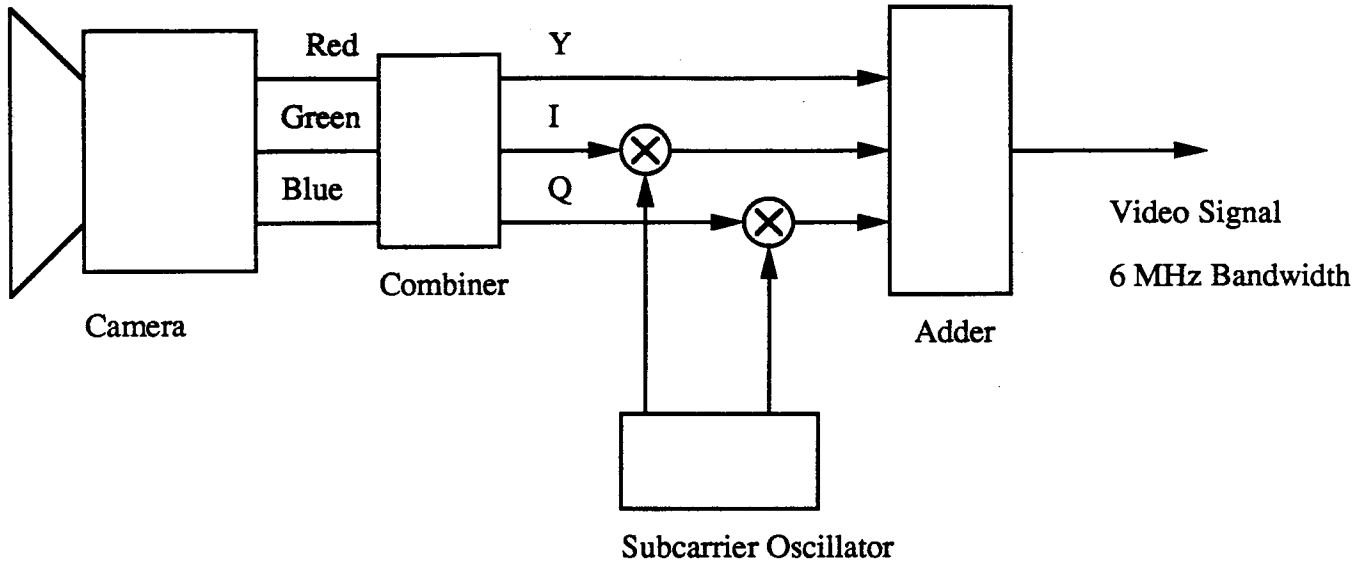 Red
Y
Green
I
Blue
Q
Video Signal
6 MHz Bandwidth
Combiner
Camera
Adder
Subcarrier Oscillator